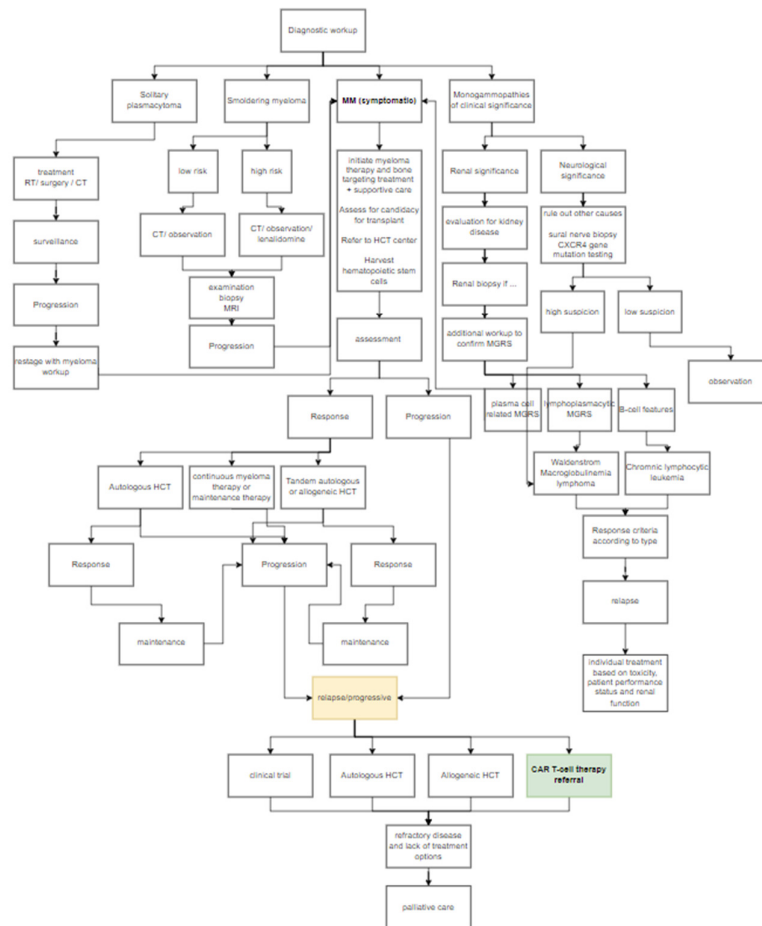 Diagnostic workup
Solitary
plasmacytoma
Smoldering myeloma
MM (symptomatic)
Monogammopathies
of clinical significance
treatment
RT/ surgery / CT
low risk
high risk
initiate myeloma
therapy and bone
targeting treatment
+ supportive care
Assess for candidacy
for transplant
Refer to HCT center
Harvest
hematopoietic stem
cells
Renal significance
Neurological
significance
surveillance
CT/ observation
CT/ observation/
lenalidomine
evaluation for kidney
disease
rule out other causes
sural nerve biopsy
CXCR4 gene
mutation testing
Progression
examination
biopsy
MRI
Renal biopsy if ...
high suspicion
low suspicion
restage with myeloma
workup
Progression
assessment
additional workup to
confirm MGRS
observation
Response
Progression
plasma cell
related MGRS
lymphoplasmacytic
MGRS
B-cell features
Autologous HCT
continuous myeloma
therapy or
maintenance therapy
Tandem autologous
or allogeneic HCT
Waldenstrom
Macroglobulinemia
lymphoma
Chromnic lymphocytic
leukemia
Response
Progression
Response
Response criteria
according to type
maintenance
maintenance
relapse
relapse/progressive
individual treatment
based on toxicity,
patient performance
status and renal
function
clinical trial
Autologous HCT
Allogeneic HCT
CAR T-cell therapy
referral
refractory disease
and lack of treatment
options
palliative care